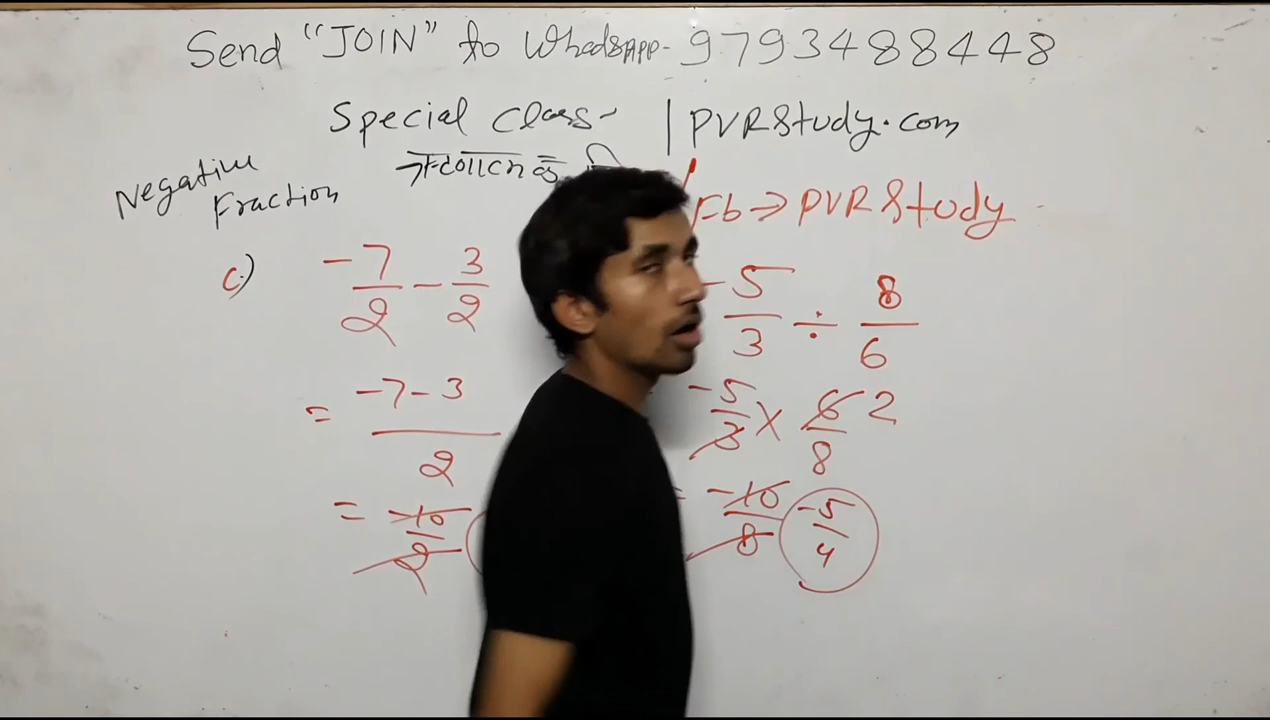 Send "JOIN" to WhatsApp- 9793488448
Special Class- | PVRStudy.com
Negative
Fraction
Fb => PVRStudy
c.) -7/2 - 3/2
= -7-3/2
= -10/2
-5/3 ÷ 8/6
-5/3 X 6/8 2
= -10/8 -5/4